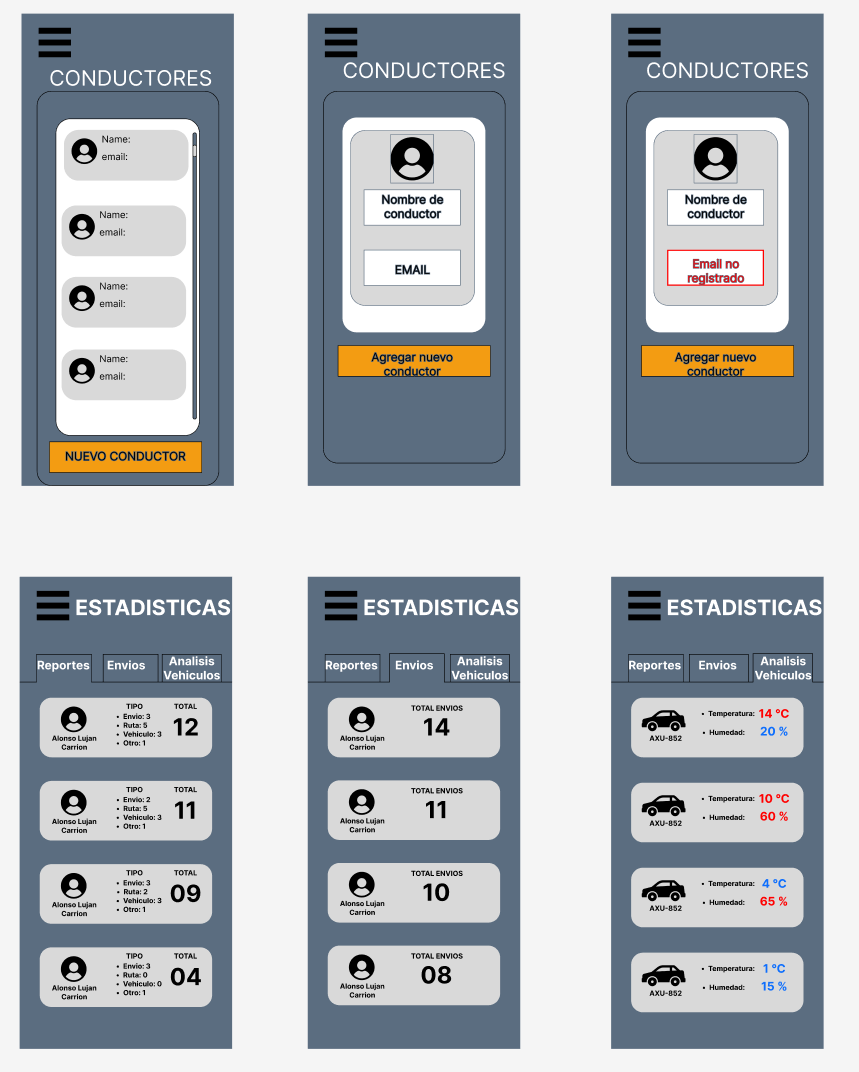 CONDUCTORES
Name:
email:
Name:
email:
Name:
email:
Name:
email:
NUEVO CONDUCTOR
CONDUCTORES
Nombre de
conductor
EMAIL
Agregar nuevo
conductor
CONDUCTORES
Nombre de
conductor
Email no
registrado
Agregar nuevo
conductor
ESTADISTICAS
Reportes
Envios
Analisis
Vehiculos
Alonso Lujan
Carrion
TIPO
• Envio: 3
• Ruta: 5
• Vehiculo: 3
• Otro: 1
TOTAL
12
Alonso Lujan
Carrion
TIPO
• Envio: 2
• Ruta: 5
• Vehiculo: 3
• Otro: 1
TOTAL
11
Alonso Lujan
Carrion
TIPO
• Envio: 3
• Ruta: 2
• Vehiculo: 3
• Otro: 1
TOTAL
09
Alonso Lujan
Carrion
TIPO
• Envio: 3
• Ruta: 0
• Vehiculo: 0
• Otro: 1
TOTAL
04
ESTADISTICAS
Reportes
Envios
Analisis
Vehiculos
Alonso Lujan
Carrion
TOTAL ENVIOS
14
Alonso Lujan
Carrion
TOTAL ENVIOS
11
Alonso Lujan
Carrion
TOTAL ENVIOS
10
Alonso Lujan
Carrion
TOTAL ENVIOS
08
ESTADISTICAS
Reportes
Envios
Analisis
Vehiculos
AXU-852
• Temperatura: 14 °C
• Humedad: 20 %
AXU-852
• Temperatura: 10 °C
• Humedad: 60 %
AXU-852
• Temperatura: 4 °C
• Humedad: 65 %
AXU-852
• Temperatura: 1 °C
• Humedad: 15 %